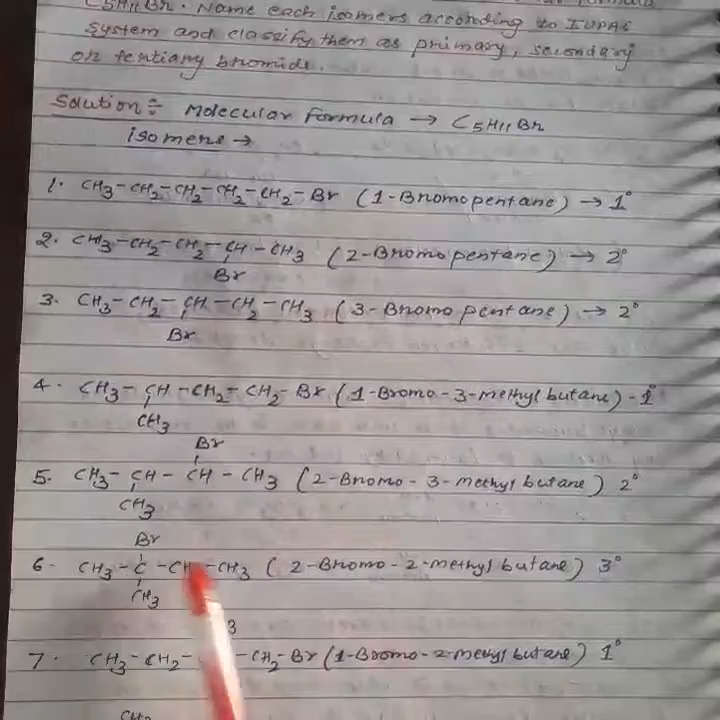 C5H11Br. Name each isomers according to IUPAC
system and classify them as primary, secondary
or tertiary bromide.
Solution:- Molecular Formula → C5H11Br
isomers →
1. CH3-CH2-CH2-CH2-CH2-Br (1-Bromopentane) → 1°
2. CH3-CH2-CH2-CH-CH3 (2-Bromopentane) → 2°
Br
3. CH3-CH2-CH-CH2-CH3 (3-Bromo pentane) → 2°
Br
4. CH3-CH-CH2-CH2-Br (1-Bromo-3-methyl butane) - 1°
CH3
Br
5. CH3-CH-CH-CH3 (2-Bromo-3-methyl butane) 2°
CH3
Br
6. CH3-C-CH -CH3 (2-Bromo-2-methyl butane) 3°
CH3
3
7. CH3-CH2- -CH2-Br (1-Bromo-2-methyl butane) 1°